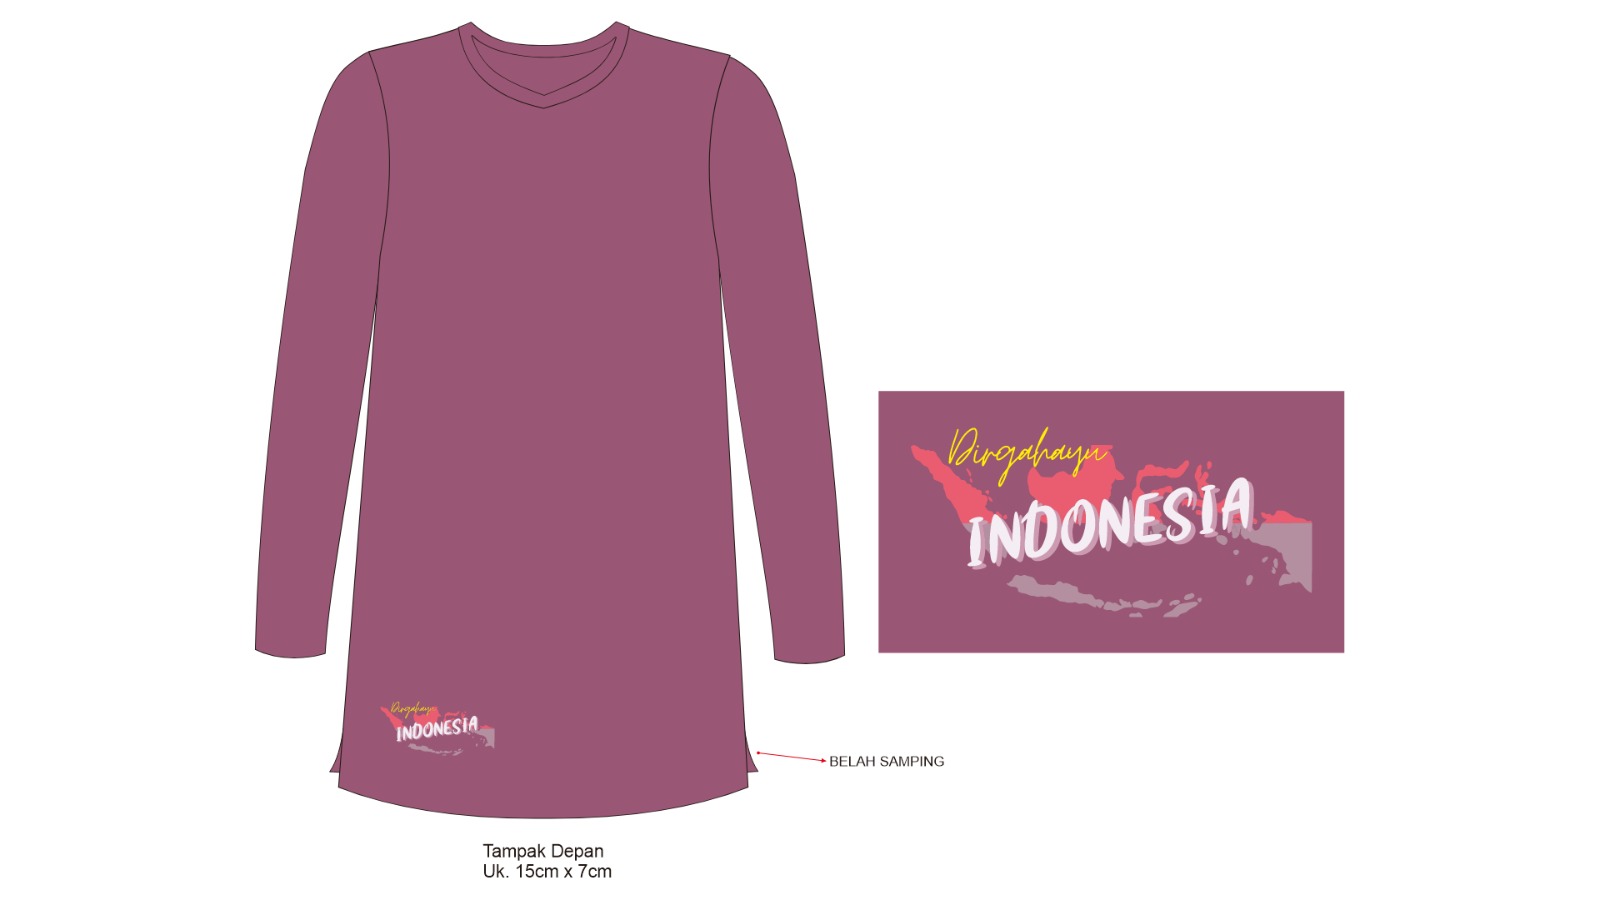 Dirgahayu
INDONESIA
Dirgahayu
INDONESIA
BELAH SAMPING
Tampak Depan
Uk. 15cm x 7cm